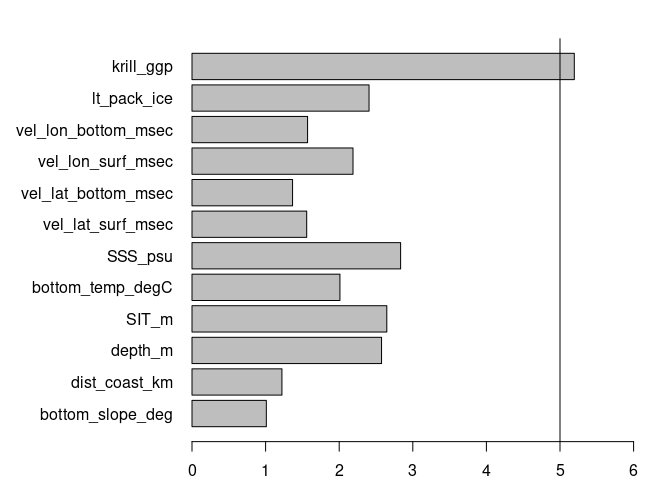 krill_ggp
lt_pack_ice
vel_lon_bottom_msec
vel_lon_surf_msec
vel_lat_bottom_msec
vel_lat_surf_msec
SSS_psu
bottom_temp_degC
SIT_m
depth_m
dist_coast_km
bottom_slope_deg
0 1 2 3 4 5 6